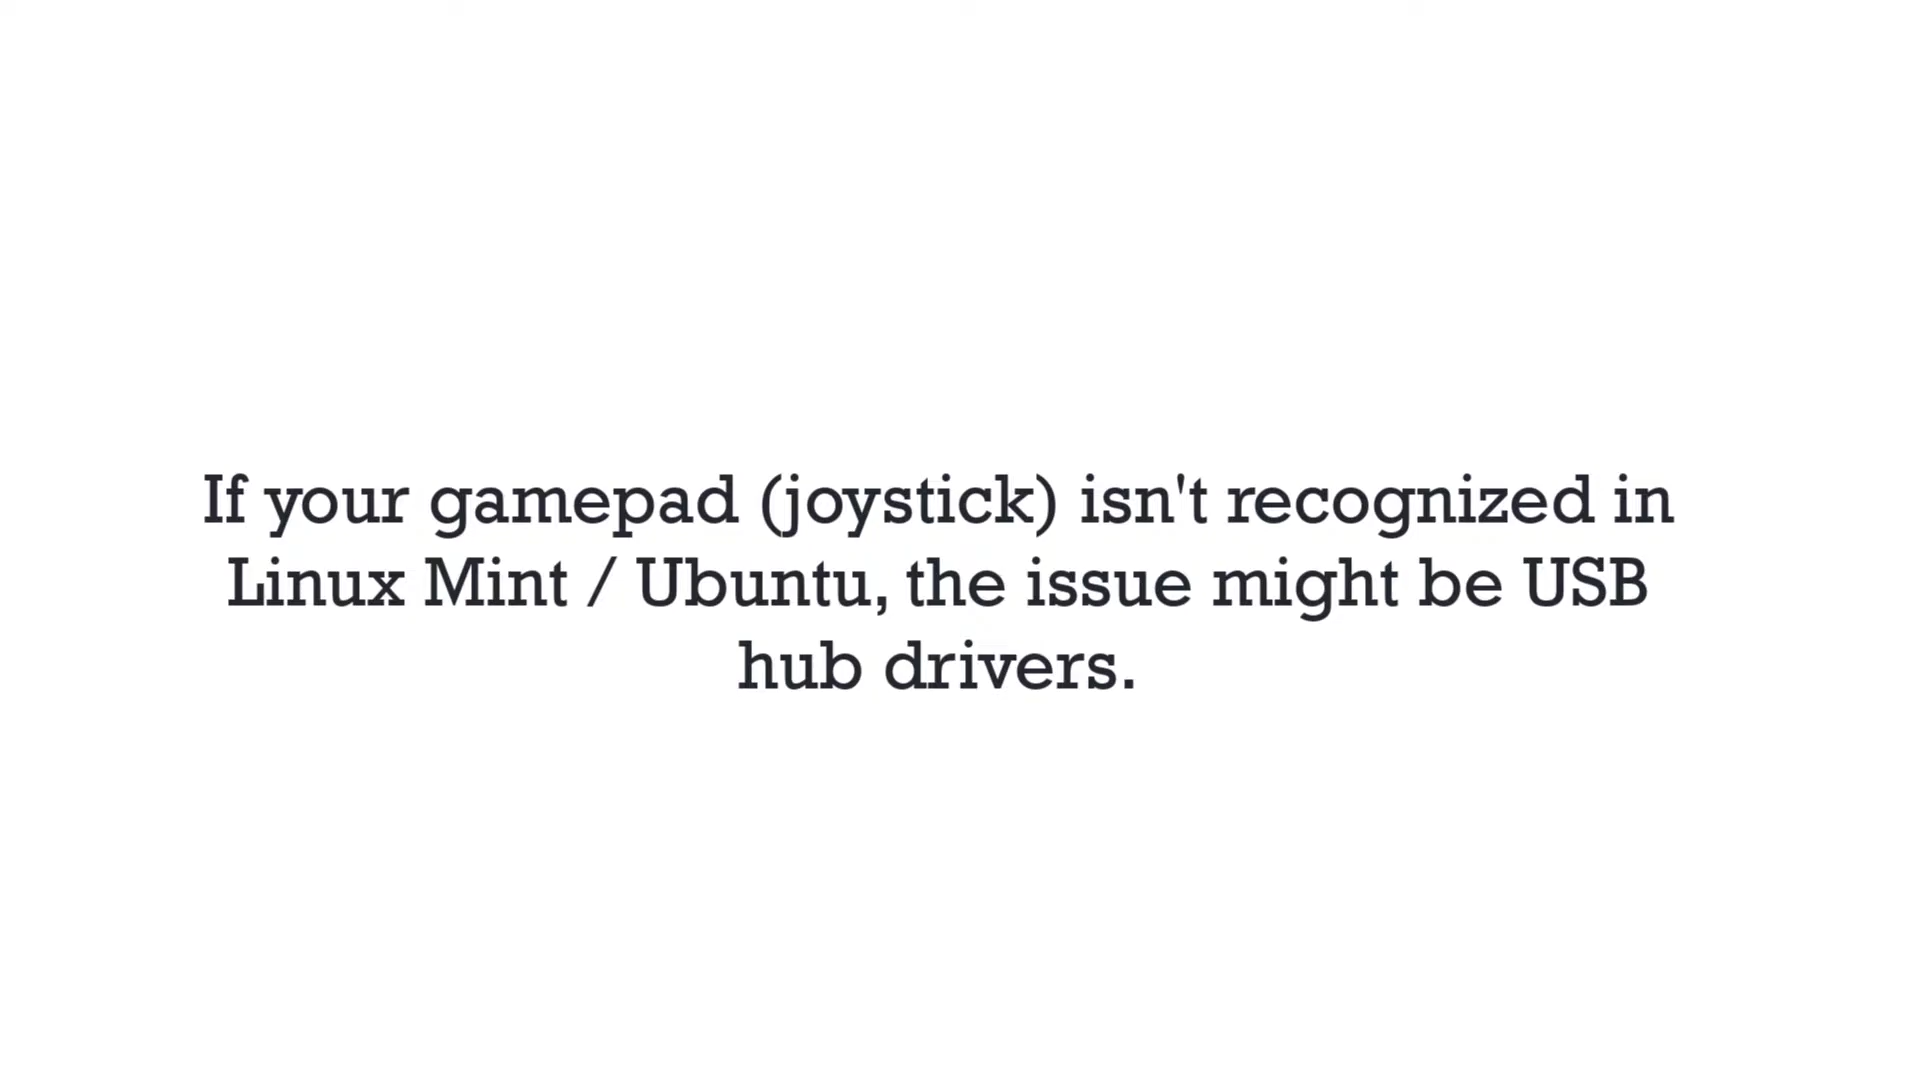 If your gamepad (joystick) isn't recognized in
Linux Mint / Ubuntu, the issue might be USB
hub drivers.